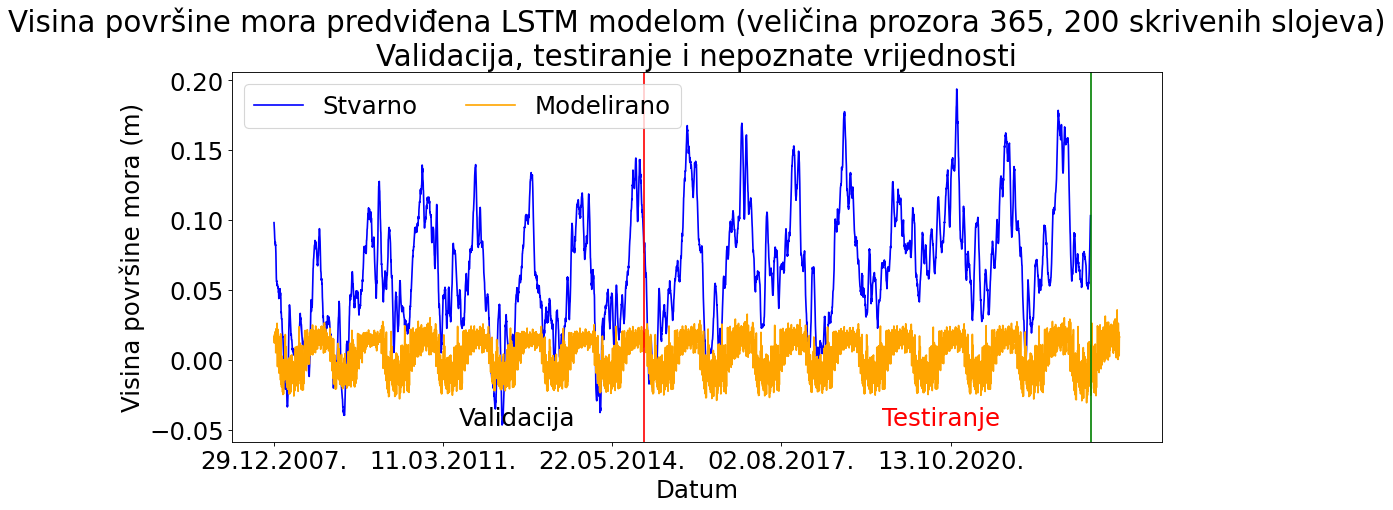 Visina površine mora predviđena LSTM modelom (veličina prozora 365, 200 skrivenih slojeva)
Validacija, testiranje i nepoznate vrijednosti
Stvarno
Modelirano
Visina površine mora (m)
0.20
0.15
0.10
0.05
0.00
−0.05
Validacija
Testiranje
29.12.2007.
11.03.2011.
22.05.2014.
02.08.2017.
13.10.2020.
Datum